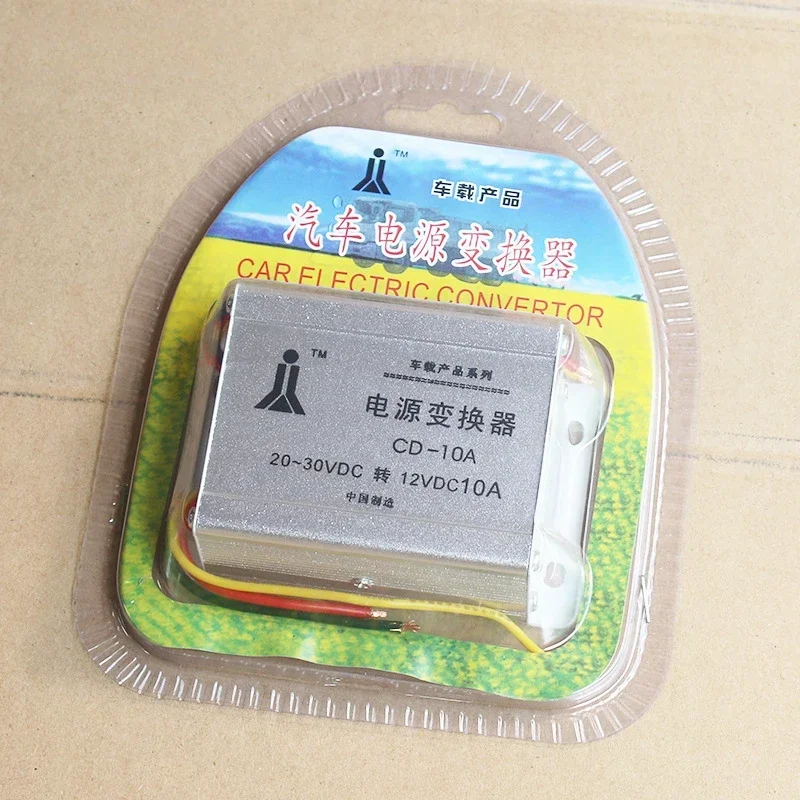 TM
车载产品
汽车电源变换器
CAR ELECTRIC CONVERTOR
TM
车载产品系列
电源变换器
CD-10A
20~30VDC 转 12VDC10A
中国制造